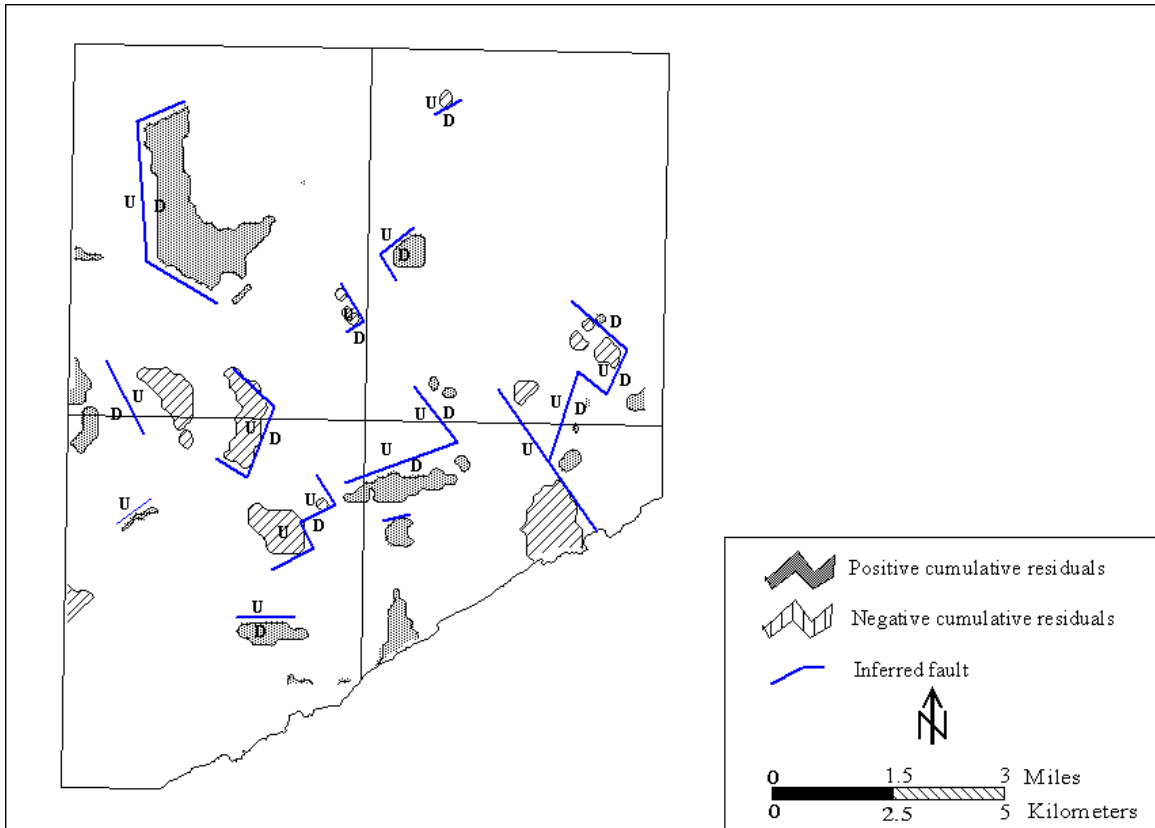 U
D
U D
U
D
U
D
U
D
U
U
D
U
D
U
D
U
D
U
D
U
D
U
D
U
U
U
D
U
U
D
Positive cumulative residuals
Negative cumulative residuals
Inferred fault
N
0 1.5 3 Miles
0 2.5 5 Kilometers